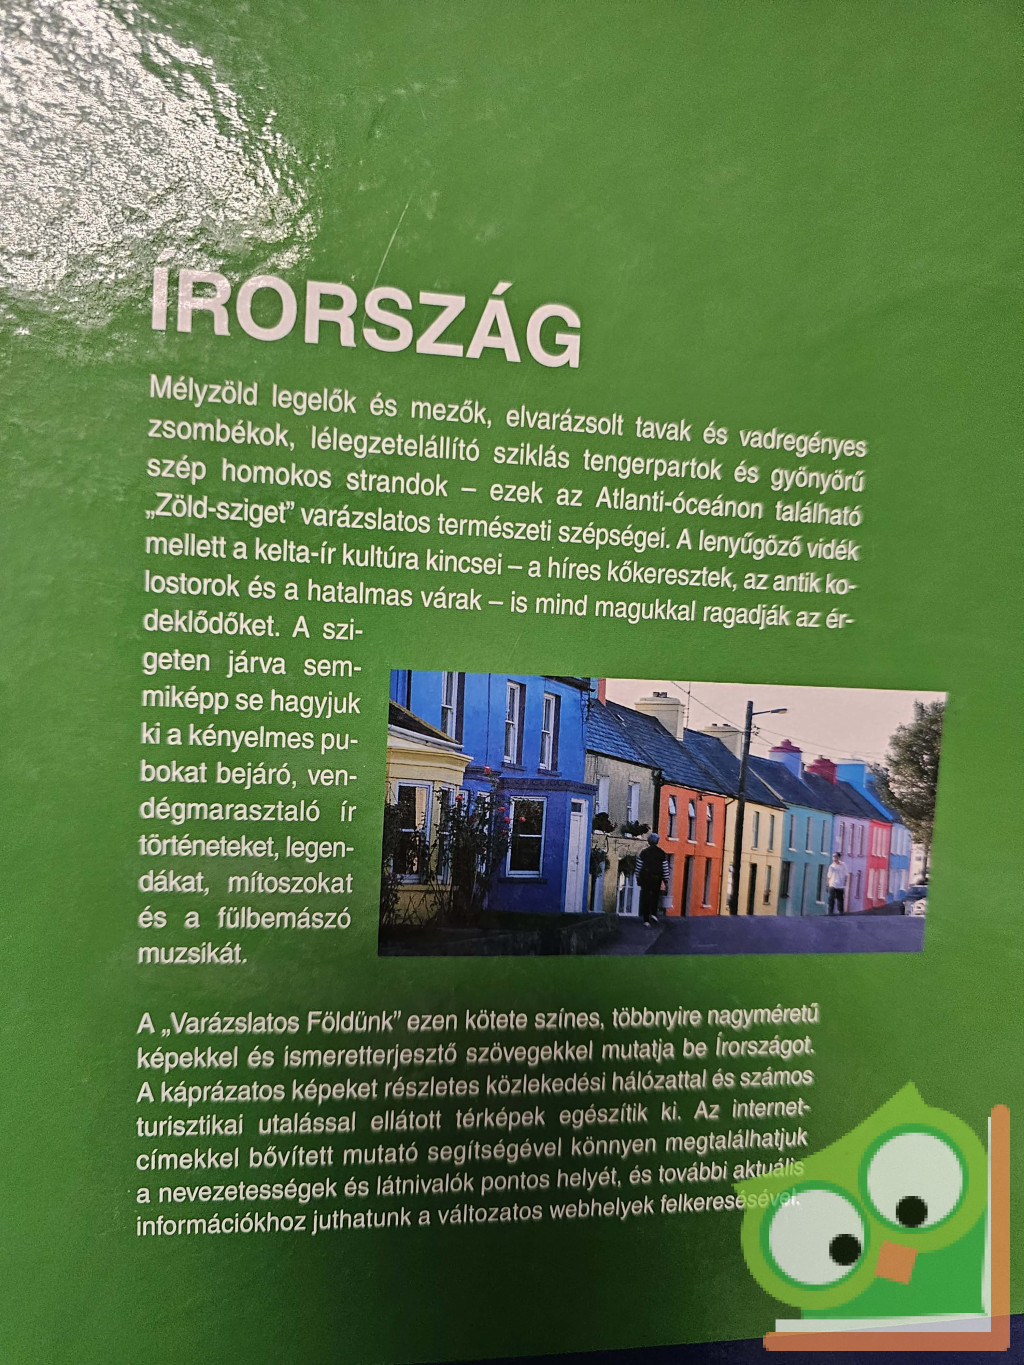 ÍRORSZÁG
Mélyzöld legelők és mezők, elvarázsolt tavak és vadregényes
zsombékok, lélegzetelállító sziklás tengerpartok és gyönyörű
szép homokos strandok – ezek az Atlanti-óceánon található
„Zöld-sziget” varázslatos természeti szépségei. A lenyűgöző vidék
mellett a kelta-ír kultúra kincsei – a híres kőkeresztek, az antik ko-
lostorok és a hatalmas várak – is mind magukkal ragadják az ér-
deklődőket. A szi-
geten járva sem-
miképp se hagyjuk
ki a kényelmes pu-
bokat bejáró, ven-
dégmarasztaló ír
történeteket, legen-
dákat, mítoszokat
és a fülbemászó
muzsikát.
A „Varázslatos Földünk” ezen kötete színes, többnyire nagyméretű
képekkel és ismeretterjesztő szövegekkel mutatja be Írországot.
A káprázatos képeket részletes közlekedési hálózattal és számos
turisztikai utalással ellátott térképek egészítik ki. Az internet-
címekkel bővített mutató segítségével könnyen megtalálhatjuk
a nevezetességek és látnivalók pontos helyét, és további aktuális
információkhoz juthatunk a változatos webhelyek felkeresésével.